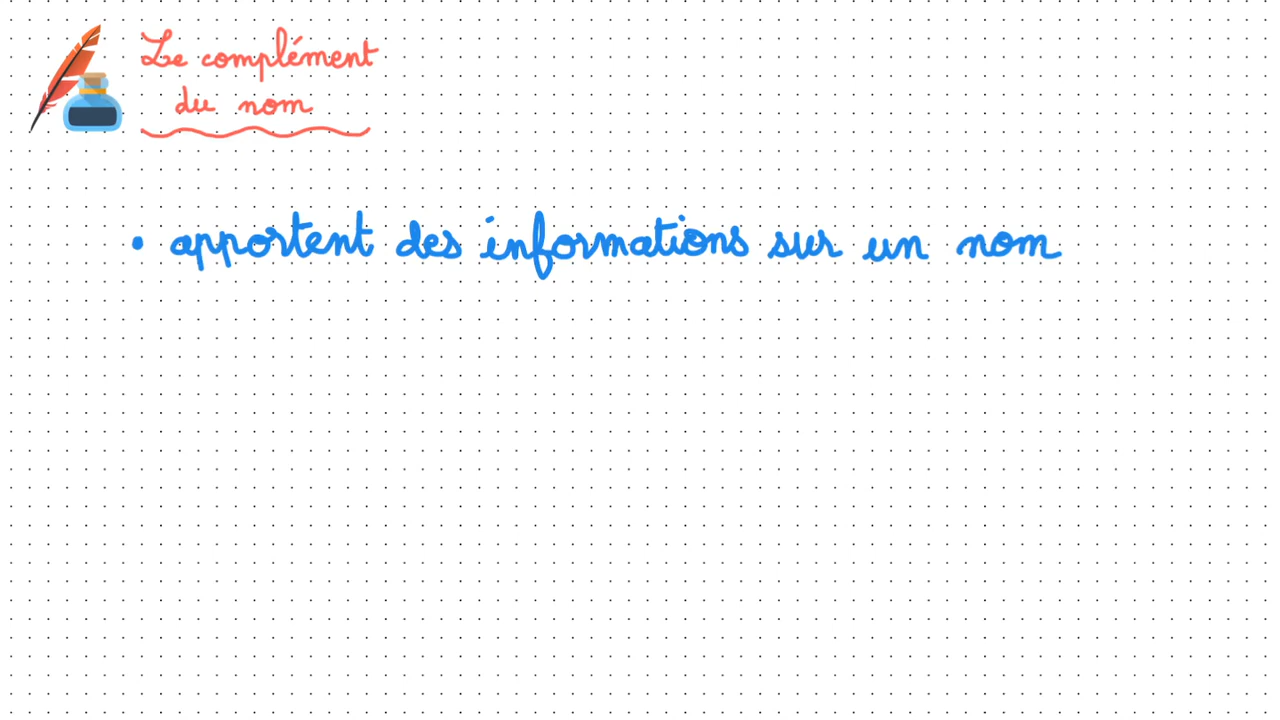 Le complément
du nom
• apportent des informations sur un nom